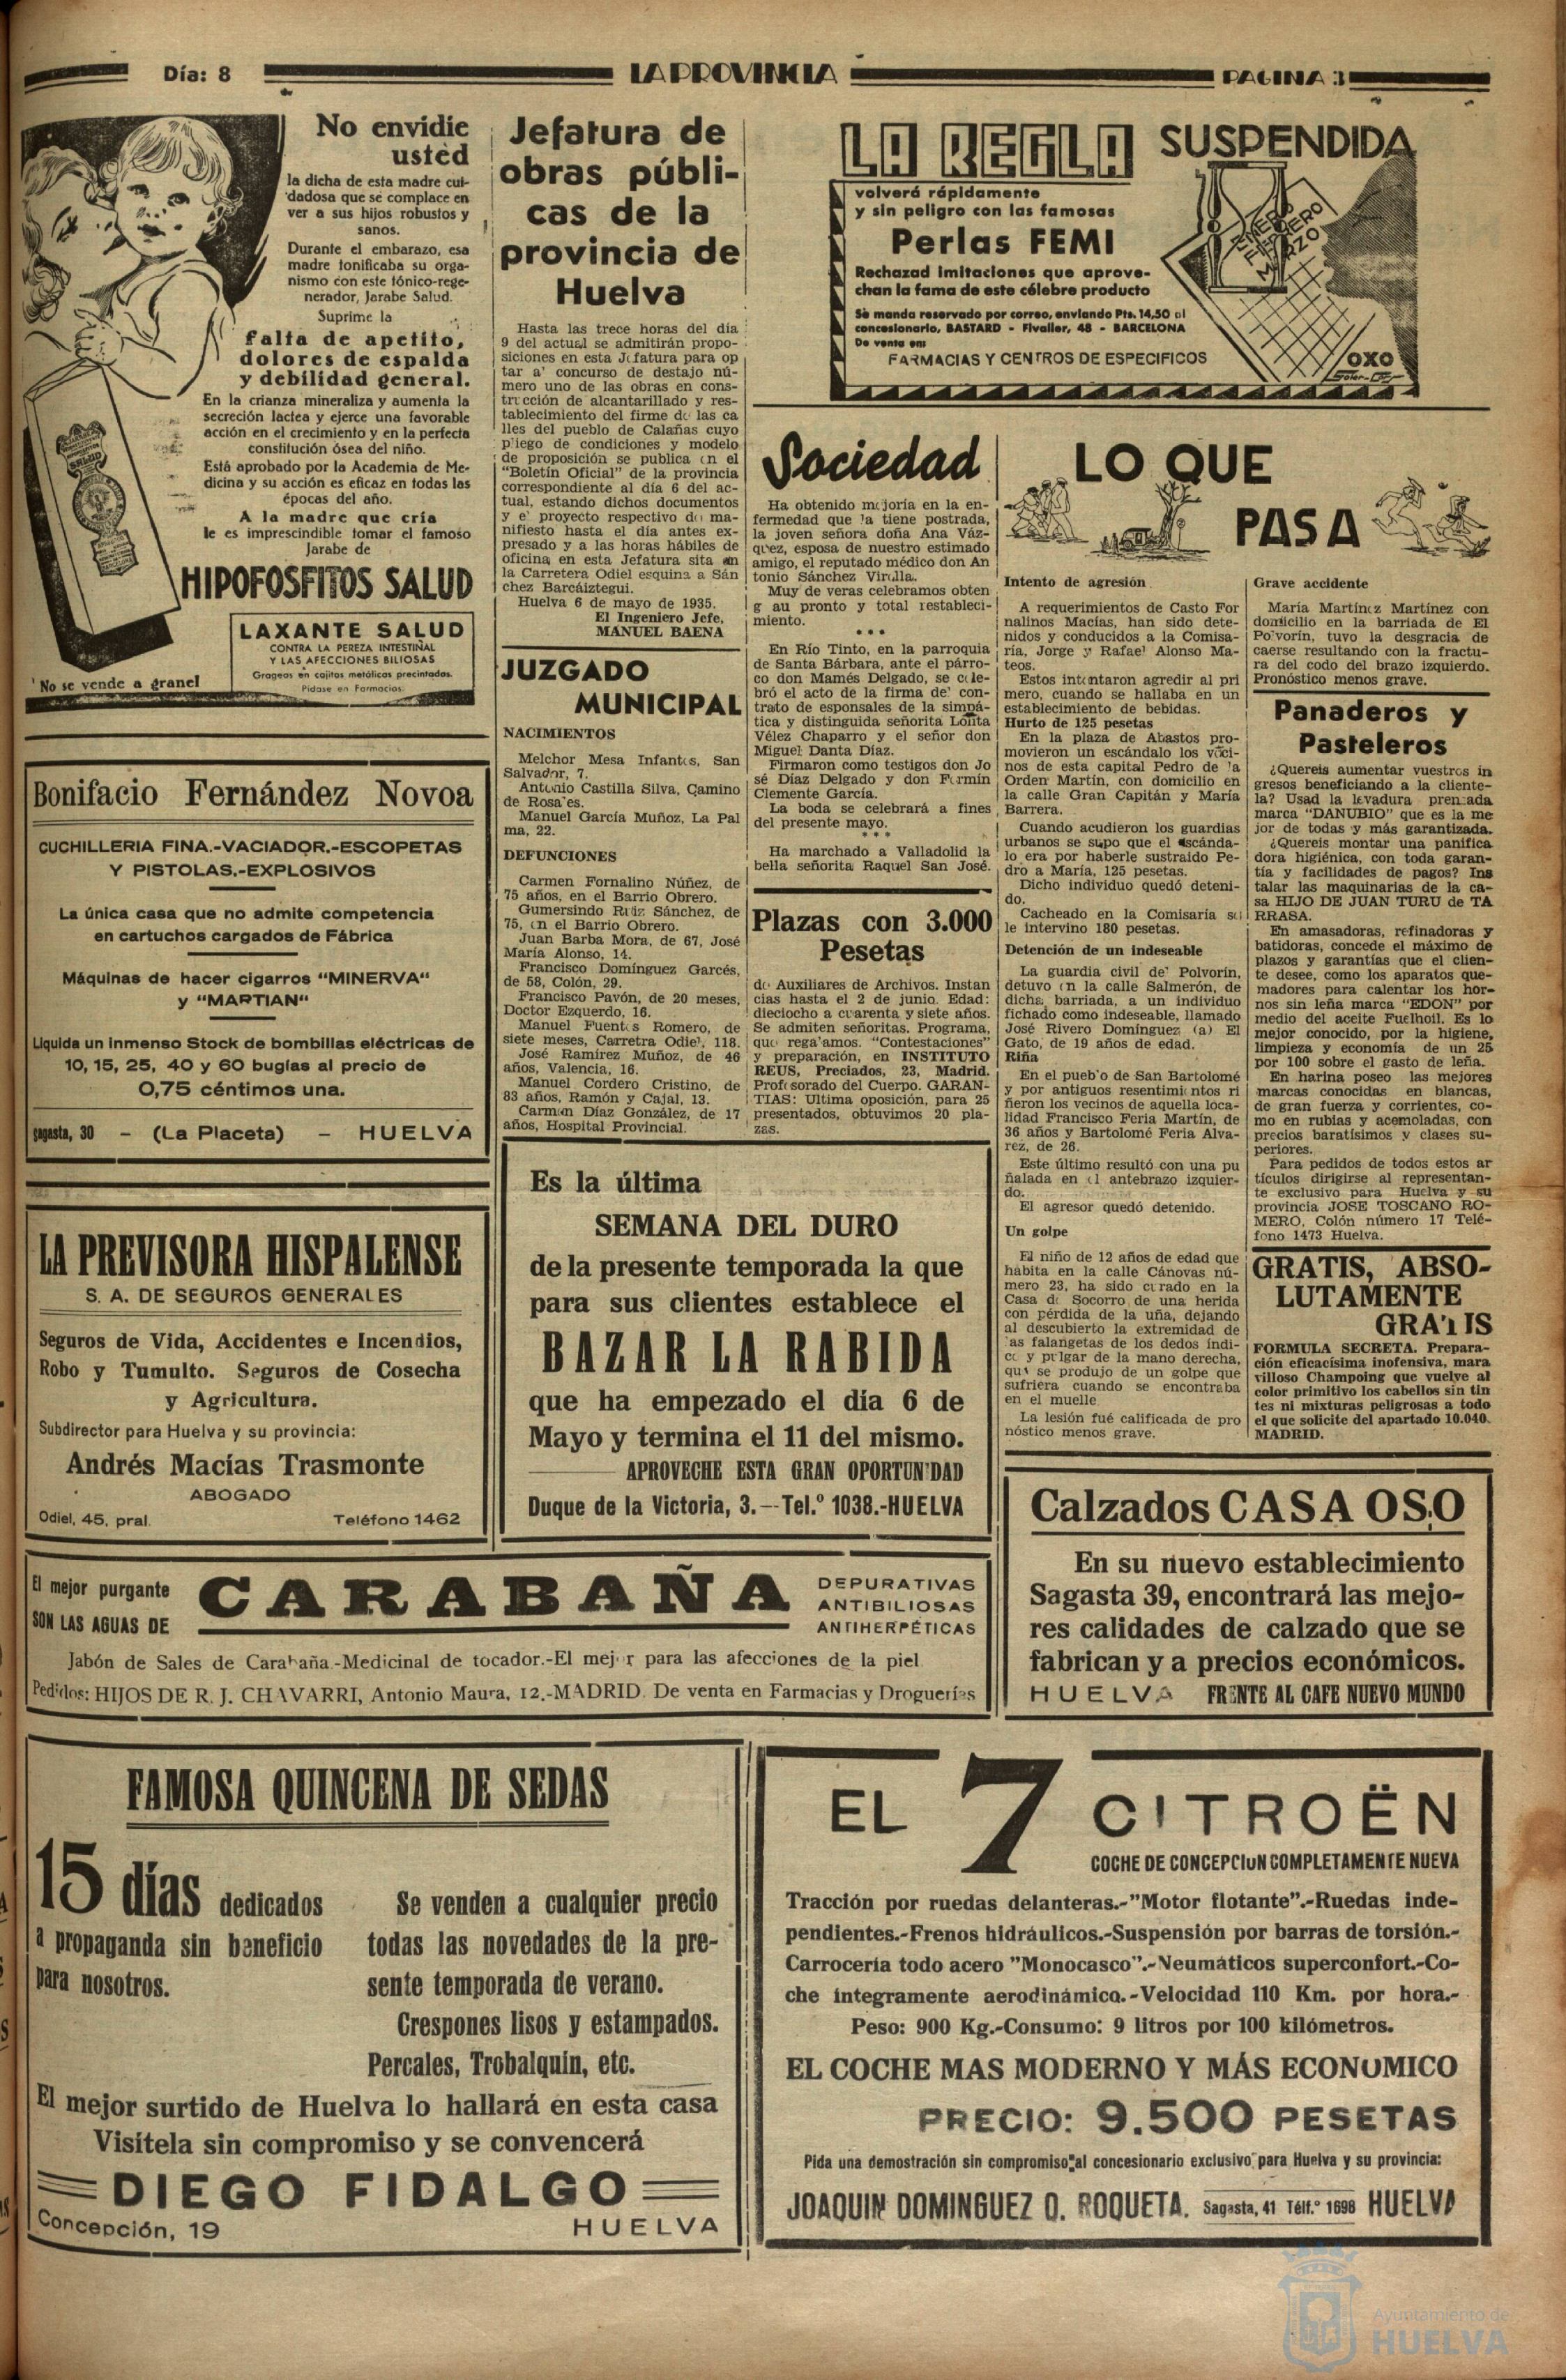 Día: 8
LA PROVINCIA
PAGINA 3
No envidie
usted
la dicha de esta madre cui-
dadosa que se complace en
ver a sus hijos robustos y
sanos.
Durante el embarazo, esa
madre tonificaba su orga-
nismo con este tónico-rege-
nerador, Jarabe Salud.
Suprime la
falta de apetito,
dolores de espalda
y debilidad general.
En la crianza mineraliza y aumenta la
secreción lactea y ejerce una favorable
acción en el crecimiento y en la perfecta
constitución ósea del niño.
Está aprobado por la Academia de Me-
dicina y su acción es eficaz en todas las
épocas del año.
A la madre que cría
le es imprescindible tomar el famoso
Jarabe de
HIPOFOSFITOS SALUD
LAXANTE SALUD
CONTRA LA PEREZA INTESTINAL
Y LAS AFECCIONES BILIOSAS
Grageas en cajitas metálicas precintadas.
Pídase en Farmacias.
No se vende a granel
Bonifacio Fernández Novoa
CUCHILLERIA FINA.-VACIADOR.-ESCOPETAS
Y PISTOLAS.-EXPLOSIVOS
La única casa que no admite competencia
en cartuchos cargados de Fábrica
Máquinas de hacer cigarros "MINERVA"
y "MARTIAN"
Liquida un inmenso Stock de bombillas eléctricas de
10, 15, 25, 40 y 60 bugías al precio de
0,75 céntimos una.
Sagasta, 30 - (La Placeta) - HUELVA
LA PREVISORA HISPALENSE
S. A. DE SEGUROS GENERALES
Seguros de Vida, Accidentes e Incendios,
Robo y Tumulto. Seguros de Cosecha
y Agricultura.
Subdirector para Huelva y su provincia:
Andrés Macías Trasmonte
ABOGADO
Odiel, 45, pral. Teléfono 1462
Jefatura de
obras públi-
cas de la
provincia de
Huelva
Hasta las trece horas del día
9 del actual se admitirán propo-
siciones en esta Jefatura para op
tar a' concurso de destajo nú-
mero uno de las obras en cons-
trucción de alcantarillado y res-
tablecimiento del firme de las ca
lles del pueblo de Calañas cuyo
p'iego de condiciones y modelo
de proposición se publica en el
"Boletín Oficial" de la provincia
correspondiente al día 6 del ac-
tual, estando dichos documentos
y e' proyecto respectivo de ma-
nifiesto hasta el día antes ex-
presado y a las horas hábiles de
oficina en esta Jefatura sita en
la Carretera Odiel esquina a Sán
chez Barcáiztegui.
Huelva 6 de mayo de 1935.
El Ingeniero Jefe,
MANUEL BAENA
JUZGADO
MUNICIPAL
NACIMIENTOS
Melchor Mesa Infantes, San
Salvador, 7.
Antonio Castilla Silva, Camino
de Rosa'es.
Manuel García Muñoz, La Pal
ma, 22.
DEFUNCIONES
Carmen Fornalino Núñez, de
75 años, en el Barrio Obrero.
Gumersindo Ruiz Sánchez, de
75, en el Barrio Obrero.
Juan Barba Mora, de 67, José
María Alonso, 14.
Francisco Domínguez Garcés,
de 58, Colón, 29.
Francisco Pavón, de 20 meses,
Doctor Ezquerdo, 16.
Manuel Fuentes Romero, de
siete meses, Carretra Odie', 118.
José Ramírez Muñoz, de 46
años, Valencia, 16.
Manuel Cordero Cristino, de
83 años, Ramón y Cajal, 13.
Carmen Díaz González, de 17
años, Hospital Provincial.
LA REGLA SUSPENDIDA
volverá rápidamente
y sin peligro con las famosas
Perlas FEMI
Rechazad imitaciones que aprove-
chan la fama de este célebre producto
Se manda reservado por correo, enviando Pts. 14,50 al
concesionario, BASTARD - Fivaller, 48 - BARCELONA
De venta en:
FARMACIAS Y CENTROS DE ESPECIFICOS
ENERO
FEBRERO
MARZO
OXO
Sociedad
Ha obtenido mejoría en la en-
fermedad que 'a tiene postrada,
la joven señora doña Ana Váz-
quez, esposa de nuestro estimado
amigo, el reputado médico don An
tonio Sánchez Virella.
Muy de veras celebramos obten
g au pronto y total restableci-
miento.
* * *
En Río Tinto, en la parroquia
de Santa Bárbara, ante el párro-
co don Mamés Delgado, se cele-
bró el acto de la firma de' con-
trato de esponsales de la simpá-
tica y distinguida señorita Lolita
Vélez Chaparro y el señor don
Miguel Danta Díaz.
Firmaron como testigos don Jo
sé Díaz Delgado y don Fermín
Clemente García.
La boda se celebrará a fines
del presente mayo.
* * *
Ha marchado a Valladolid la
bella señorita Raquel San José.
Plazas con 3.000
Pesetas
de Auxiliares de Archivos. Instan
cias hasta el 2 de junio. Edad:
dieciocho a cuarenta y siete años.
Se admiten señoritas. Programa,
que rega'amos. "Contestaciones"
y preparación, en INSTITUTO
REUS, Preciados, 23, Madrid.
Profesorado del Cuerpo. GARAN-
TIAS: Ultima oposición, para 25
presentados, obtuvimos 20 pla-
zas.
LO QUE
PASA
Intento de agresión
A requerimientos de Casto For
nalinos Macías, han sido dete-
nidos y conducidos a la Comisa-
ría, Jorge y Rafael Alonso Ma-
teos.
Estos intentaron agredir al pri
mero, cuando se hallaba en un
establecimiento de bebidas.
Hurto de 125 pesetas
En la plaza de Abastos pro-
movieron un escándalo los veci-
nos de esta capital Pedro de 'a
Orden Martín, con domicilio en
la calle Gran Capitán y María
Barrera.
Cuando acudieron los guardias
urbanos se supo que el escánda-
lo era por haberle sustraído Pe-
dro a María, 125 pesetas.
Dicho individuo quedó deteni-
do.
Cacheado en la Comisaría se
le intervino 180 pesetas.
Detención de un indeseable
La guardia civil de' Polvorín,
detuvo en la calle Salmerón, de
dicha barriada, a un individuo
fichado como indeseable, llamado
José Rivero Domínguez (a) El
Gato, de 19 años de edad.
Riña
En el pueb'o de San Bartolomé
y por antiguos resentimientos ri
ñeron los vecinos de aquella loca-
lidad Francisco Feria Martín, de
36 años y Bartolomé Feria Alva-
rez, de 26.
Este último resultó con una pu
ñalada en el antebrazo izquier-
do.
El agresor quedó detenido.
Un golpe
El niño de 12 años de edad que
habita en la calle Cánovas nú-
mero 23, ha sido curado en la
Casa de Socorro de una herida
con pérdida de la uña, dejando
al descubierto la extremidad de
'as falangetas de los dedos índi-
ce y pulgar de la mano derecha,
que se produjo de un golpe que
sufriera cuando se encontraba
en el muelle
La lesión fué calificada de pro
nóstico menos grave.
Grave accidente
María Martínez Martínez con
domicilio en la barriada de El
Po'vorín, tuvo la desgracia de
caerse resultando con la fractu-
ra del codo del brazo izquierdo.
Pronóstico menos grave.
Panaderos y
Pasteleros
¿Quereis aumentar vuestros in
gresos beneficiando a la cliente-
la? Usad la levadura prensada
marca "DANUBIO" que es la me
jor de todas y más garantizada.
¿Quereis montar una panifica
dora higiénica, con toda garan-
tía y facilidades de pagos? Ins
talar las maquinarias de la ca-
sa HIJO DE JUAN TURU de TA
RRASA.
En amasadoras, refinadoras y
batidoras, concede el máximo de
plazos y garantías que el clien-
te desee, como los aparatos que-
madores para calentar los hor-
nos sin leña marca "EDON" por
medio del aceite Fuelhoil. Es lo
mejor conocido, por la higiene,
limpieza y economía de un 25
por 100 sobre el gasto de leña.
En harina poseo las mejores
marcas conocidas en blancas,
de gran fuerza y corrientes, co-
mo en rubias y acemoladas, con
precios baratísimos y clases su-
periores.
Para pedidos de todos estos ar
tículos dirigirse al representan-
te exclusivo para Huelva y su
provincia JOSE TOSCANO RO-
MERO, Colón número 17 Telé-
fono 1473 Huelva.
GRATIS, ABSO-
LUTAMENTE
GRATIS
FORMULA SECRETA. Prepara-
ción eficacísima inofensiva, mara
villoso Champoing que vuelve al
color primitivo los cabellos sin tin
tes ni mixturas peligrosas a todo
el que solicite del apartado 10.040.
MADRID.
Es la última
SEMANA DEL DURO
de la presente temporada la que
para sus clientes establece el
BAZAR LA RABIDA
que ha empezado el día 6 de
Mayo y termina el 11 del mismo.
APROVECHE ESTA GRAN OPORTUNIDAD
Duque de la Victoria, 3.--Tel.º 1038.-HUELVA
El mejor purgante
SON LAS AGUAS DE
CARABAÑA
DEPURATIVAS
ANTIBILIOSAS
ANTIHERPÉTICAS
Jabón de Sales de Carabaña.-Medicinal de tocador.-El mejor para las afecciones de la piel
Pedidos: HIJOS DE R. J. CHAVARRI, Antonio Maura, 12.-MADRID. De venta en Farmacias y Droguerías
Calzados CASA OSO
En su nuevo establecimiento
Sagasta 39, encontrará las mejo-
res calidades de calzado que se
fabrican y a precios económicos.
HUELVA FRENTE AL CAFE NUEVO MUNDO
FAMOSA QUINCENA DE SEDAS
15 días dedicados
a propaganda sin beneficio
para nosotros.
Se venden a cualquier precio
todas las novedades de la pre-
sente temporada de verano.
Crespones lisos y estampados.
Percales, Trobalquin, etc.
El mejor surtido de Huelva lo hallará en esta casa
Visítela sin compromiso y se convencerá
DIEGO FIDALGO
Concepción, 19 HUELVA
EL 7 CITROËN
COCHE DE CONCEPCION COMPLETAMENTE NUEVA
Tracción por ruedas delanteras.-"Motor flotante".-Ruedas inde-
pendientes.-Frenos hidráulicos.-Suspensión por barras de torsión.-
Carrocería todo acero "Monocasco".-Neumáticos superconfort.-Co-
che integramente aerodinámico.-Velocidad 110 Km. por hora.-
Peso: 900 Kg.-Consumo: 9 litros por 100 kilómetros.
EL COCHE MAS MODERNO Y MÁS ECONOMICO
PRECIO: 9.500 PESETAS
Pida una demostración sin compromiso al concesionario exclusivo para Huelva y su provincia:
JOAQUIN DOMINGUEZ O. ROQUETA. Sagasta, 41 Télf.º 1698 HUELVA
Ayuntamiento de
HUELVA